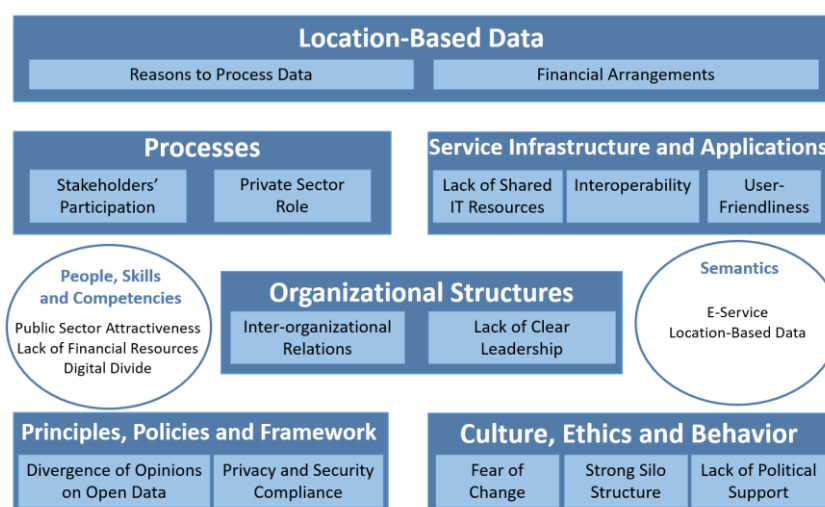 Location-Based Data
Reasons to Process Data
Financial Arrangements
Processes
Stakeholders'
Participation
Private Sector
Role
Service Infrastructure and Applications
Lack of Shared
IT Resources
Interoperability
User-
Friendliness
People, Skills
and Competencies
Public Sector Attractiveness
Lack of Financial Resources
Digital Divide
Organizational Structures
Inter-organizational
Relations
Lack of Clear
Leadership
Semantics
E-Service
Location-Based Data
Principles, Policies and Framework
Divergence of Opinions
on Open Data
Privacy and Security
Compliance
Culture, Ethics and Behavior
Fear of
Change
Strong Silo
Structure
Lack of Political
Support